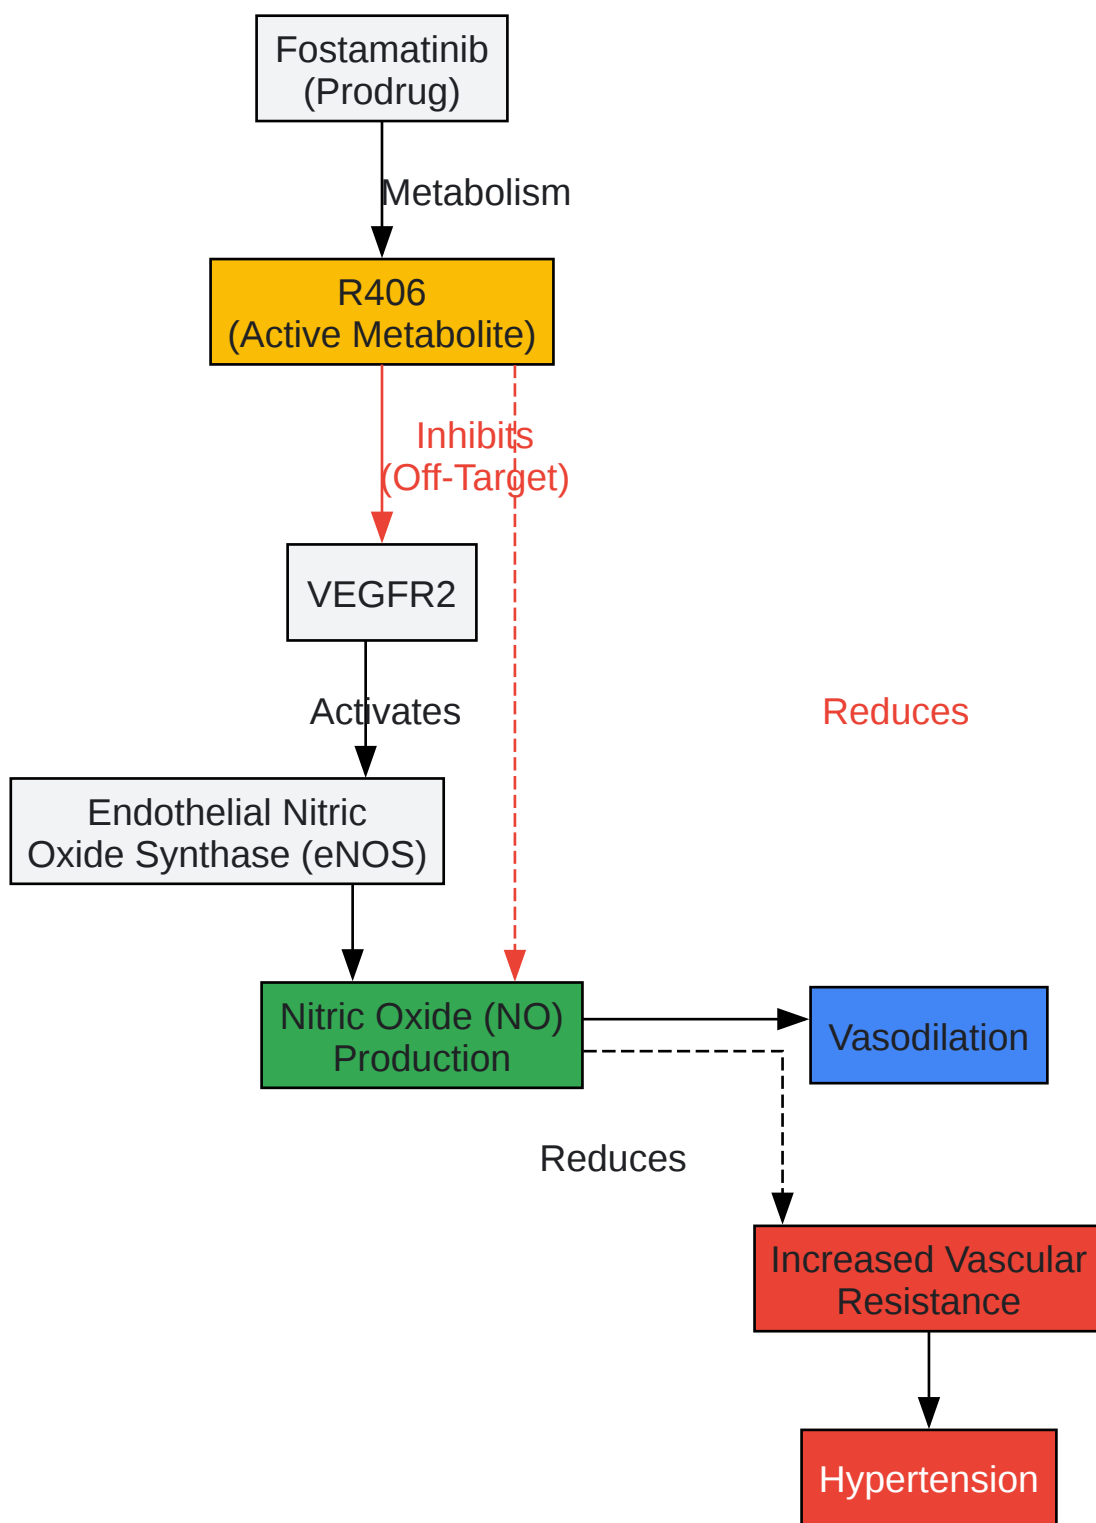 Fostamatinib
(Prodrug)
Metabolism
R406
(Active Metabolite)
Inhibits
(Off-Target)
VEGFR2
Activates
Reduces
Endothelial Nitric
Oxide Synthase (eNOS)
Nitric Oxide (NO)
Production
Vasodilation
Reduces
Increased Vascular
Resistance
Hypertension